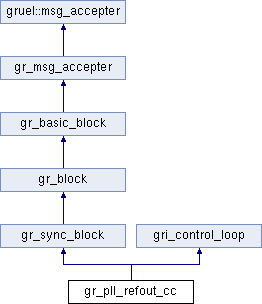 gruel::msg_accepter
gr_msg_accepter
gr_basic_block
gr_block
gr_sync_block
gri_control_loop
gr_pll_refout_cc